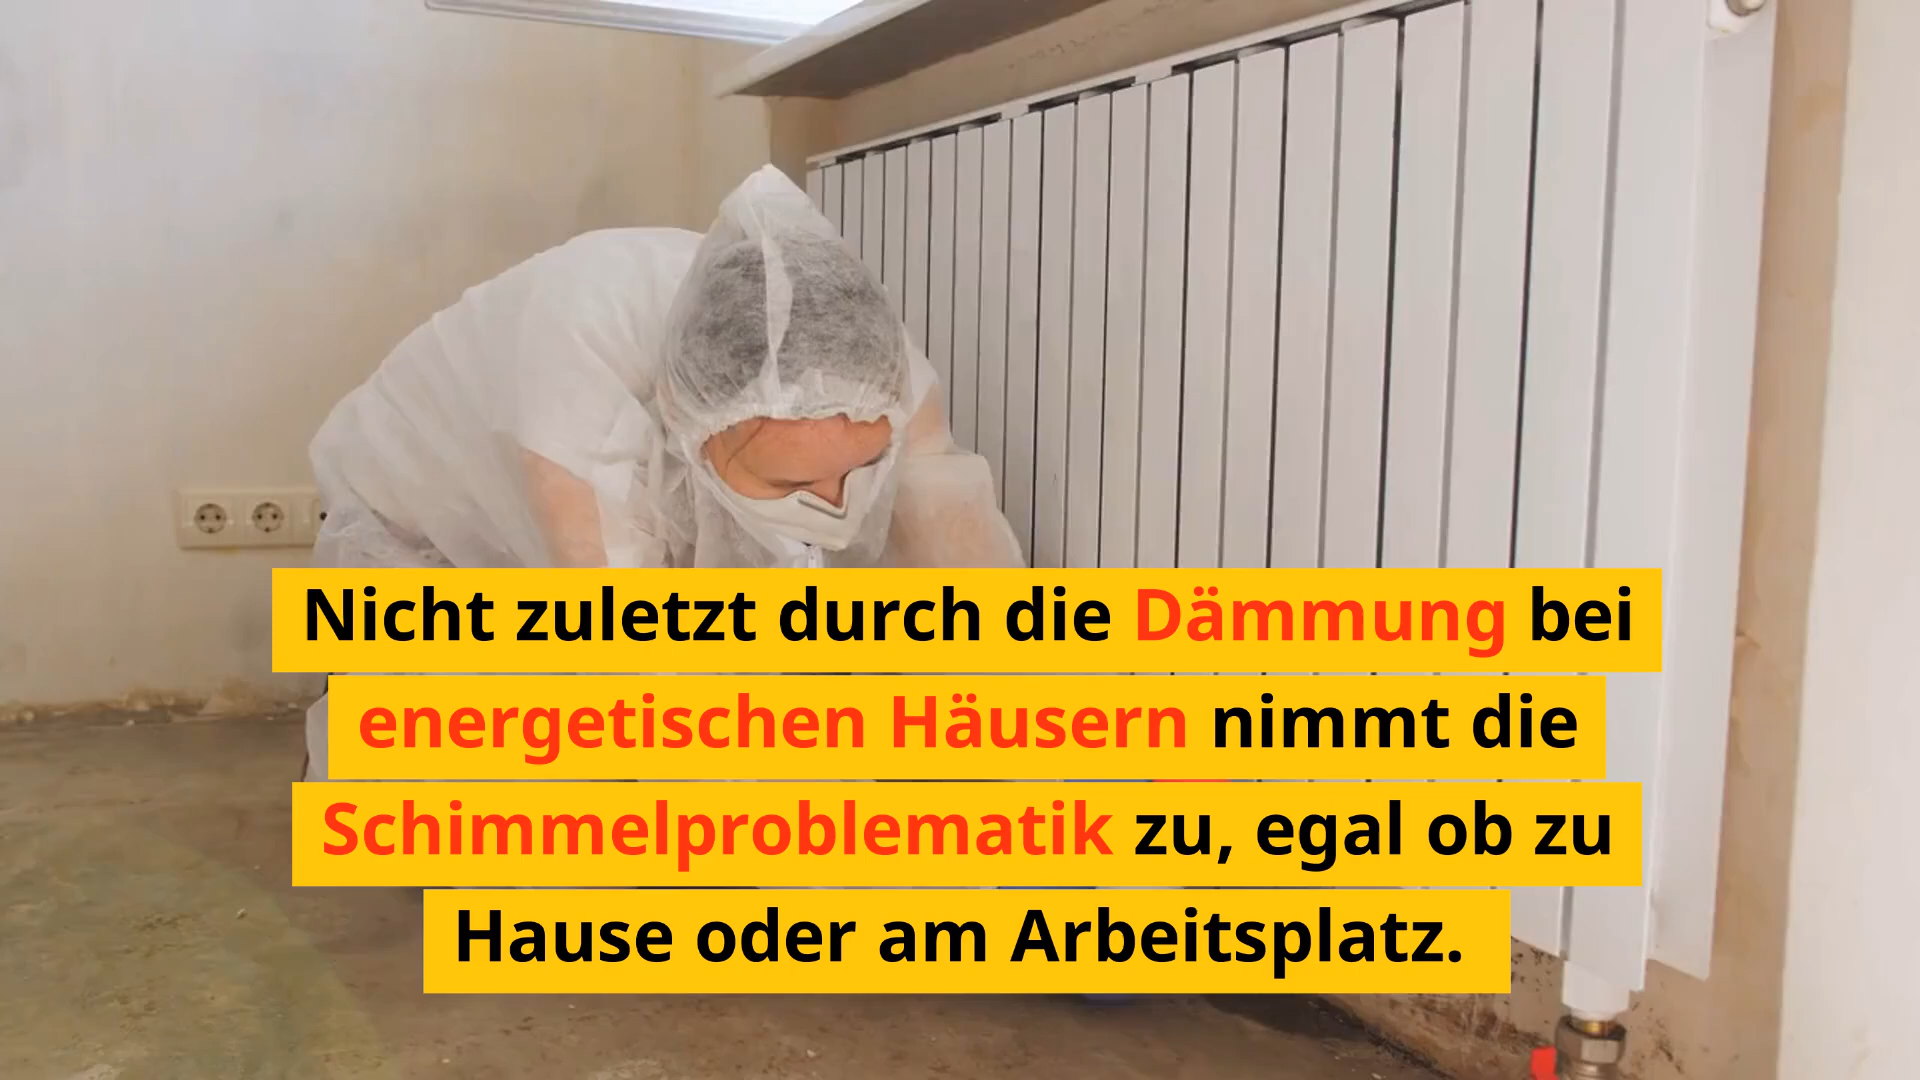 Nicht zuletzt durch die Dämmung bei
energetischen Häusern nimmt die
Schimmelproblematik zu, egal ob zu
Hause oder am Arbeitsplatz.